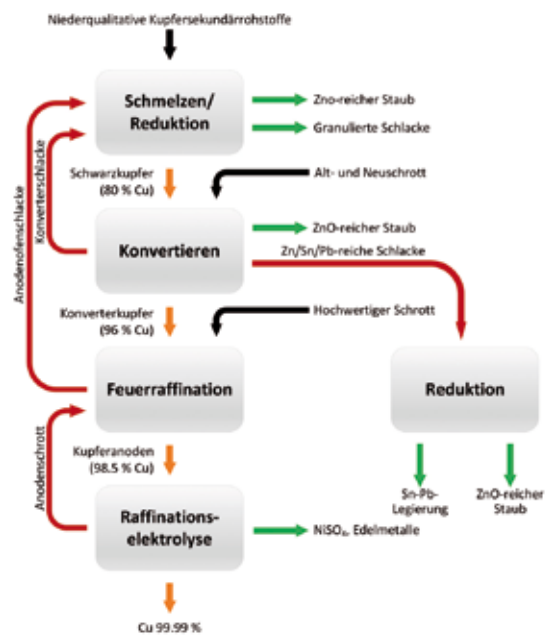 Niederqualitative Kupfersekundärrohstoffe
Schmelzen/
Reduktion
Zno-reicher Staub
Granulierte Schlacke
Anodenofenschlacke
Konverterschlacke
Schwarzkupfer
(80 % Cu)
Alt- und Neuschrott
Konvertieren
ZnO-reicher Staub
Zn/Sn/Pb-reiche Schlacke
Konverterkupfer
(96 % Cu)
Hochwertiger Schrott
Feuerraffination
Reduktion
Anodenschrott
Kupferanoden
(98.5 % Cu)
Sn-Pb-
Legierung
ZnO-reicher
Staub
Raffinations-
elektrolyse
NiSO₄, Edelmetalle
Cu 99.99 %